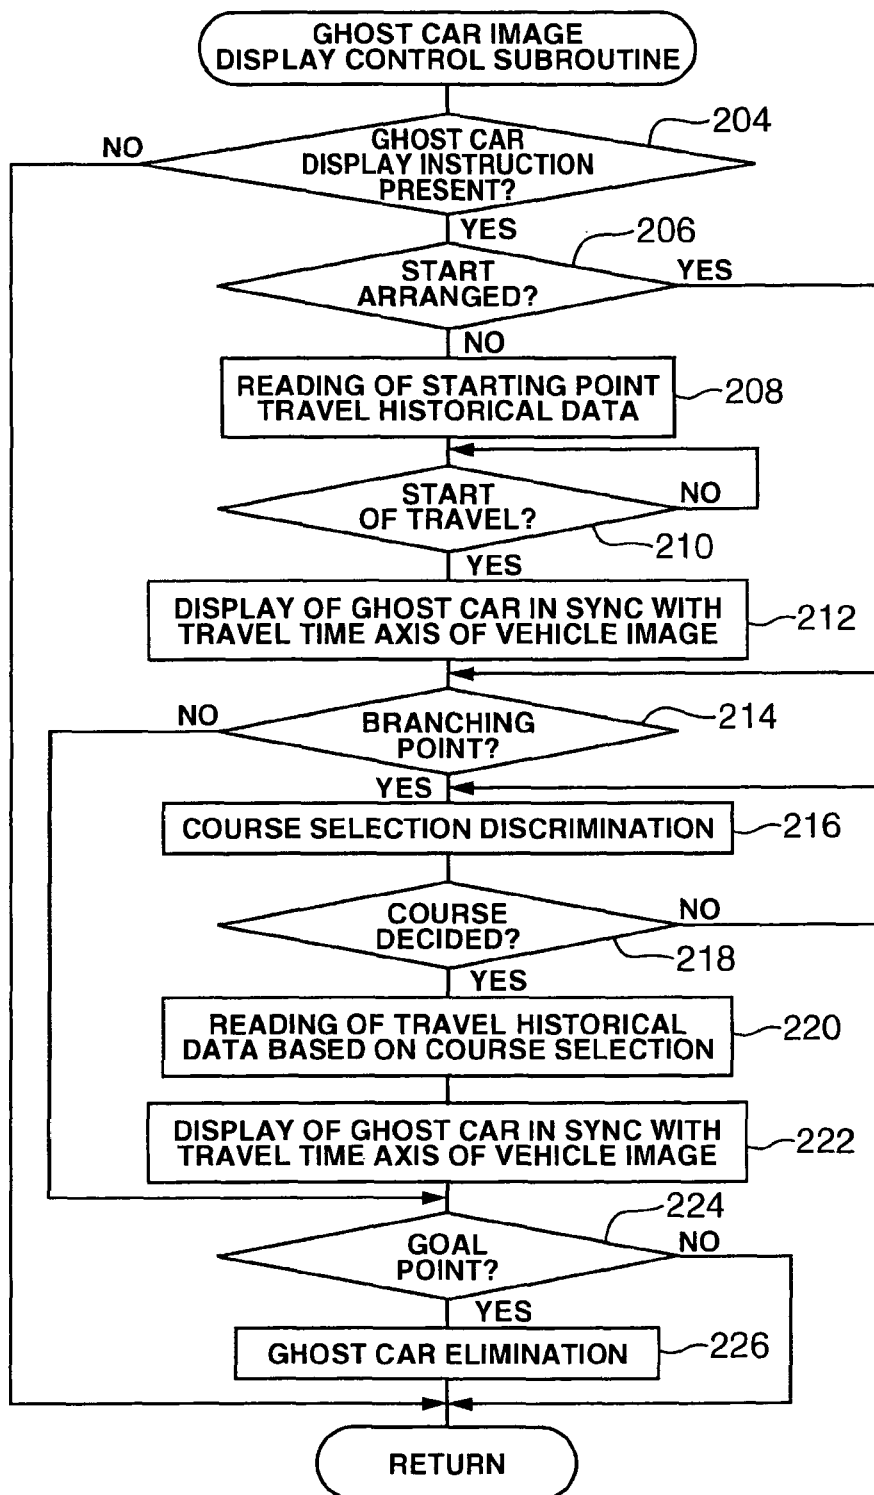 GHOST CAR IMAGE
DISPLAY CONTROL SUBROUTINE
204
NO
GHOST CAR
DISPLAY INSTRUCTION
PRESENT?
YES
206
START
ARRANGED?
YES
NO
READING OF STARTING POINT
TRAVEL HISTORICAL DATA
208
START
OF TRAVEL?
NO
210
YES
DISPLAY OF GHOST CAR IN SYNC WITH
TRAVEL TIME AXIS OF VEHICLE IMAGE
212
NO
BRANCHING
POINT?
214
YES
COURSE SELECTION DISCRIMINATION
216
COURSE
DECIDED?
NO
218
YES
READING OF TRAVEL HISTORICAL
DATA BASED ON COURSE SELECTION
220
DISPLAY OF GHOST CAR IN SYNC WITH
TRAVEL TIME AXIS OF VEHICLE IMAGE
222
224
GOAL
POINT?
NO
YES
GHOST CAR ELIMINATION
226
RETURN